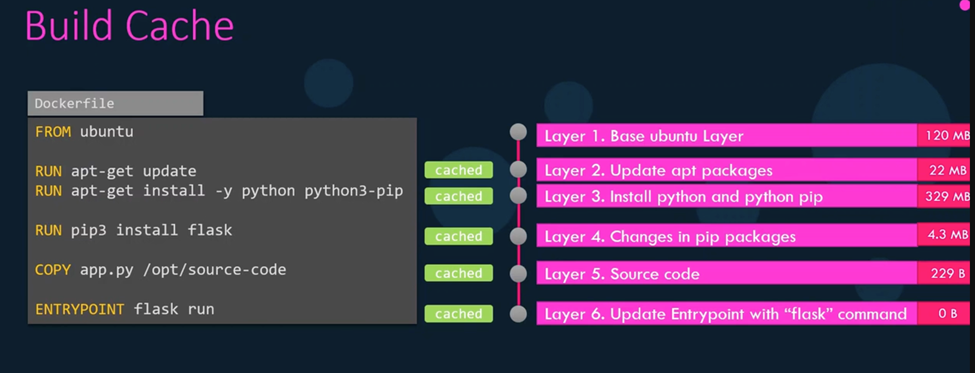 Build Cache
Dockerfile
FROM ubuntu
Layer 1. Base ubuntu Layer 120 MB
RUN apt-get update
cached Layer 2. Update apt packages 22 MB
RUN apt-get install -y python python3-pip
cached Layer 3. Install python and python pip 329 MB
RUN pip3 install flask
cached Layer 4. Changes in pip packages 4.3 MB
COPY app.py /opt/source-code
cached Layer 5. Source code 229 B
ENTRYPOINT flask run
cached Layer 6. Update Entrypoint with “flask” command 0 B